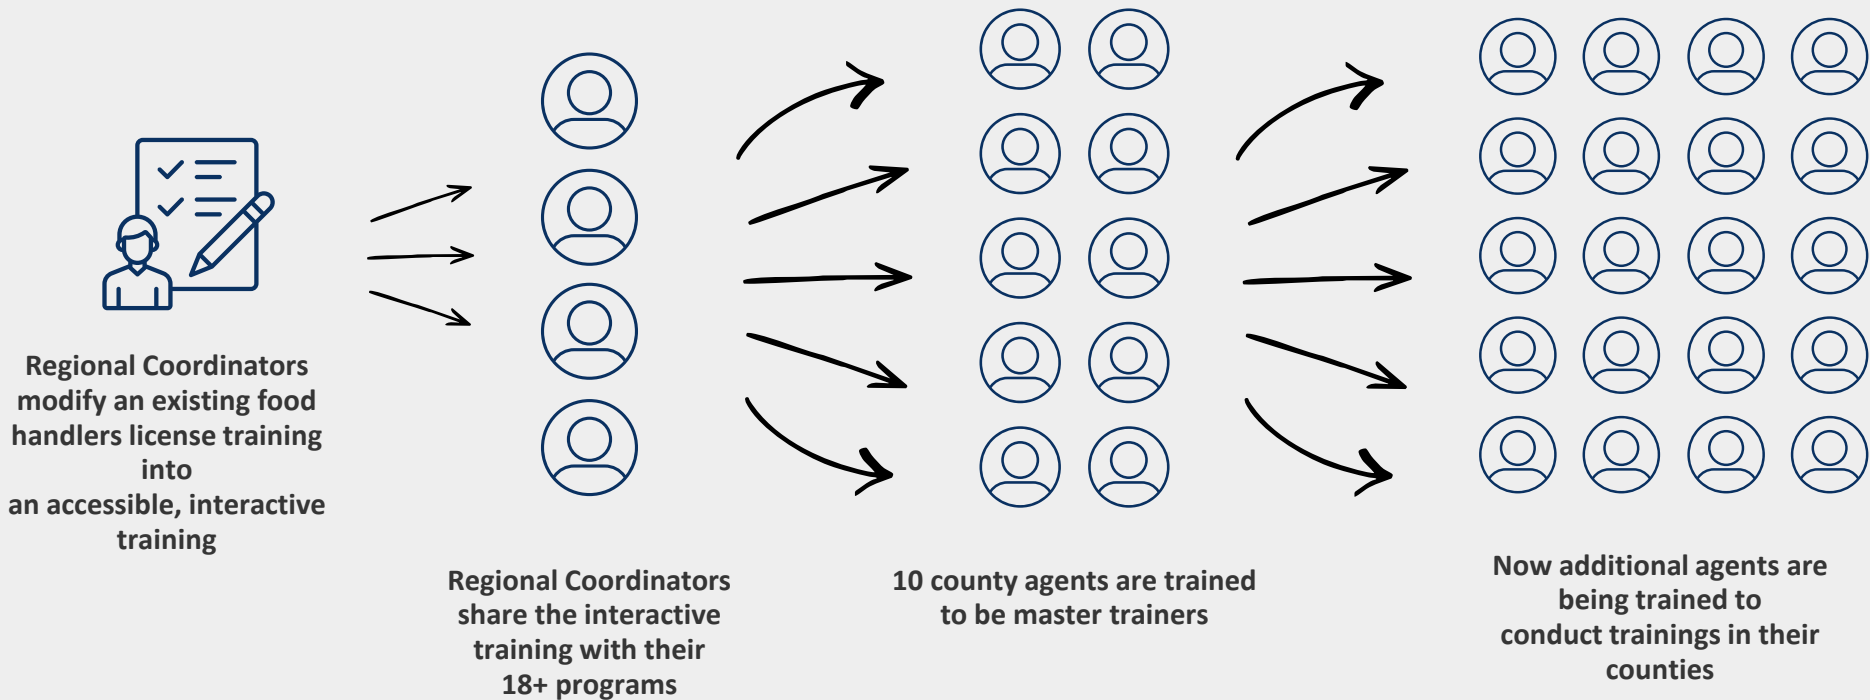 Regional Coordinators
modify an existing food
handlers license training
into
an accessible, interactive
training
Regional Coordinators
share the interactive
training with their
18+ programs
10 county agents are trained
to be master trainers
Now additional agents are
being trained to
conduct trainings in their
counties